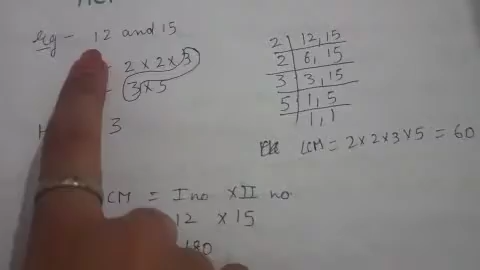 Eg - 12 and 15
2 x 2 x 3
3 x 5
3
2 | 12, 15
2 | 6, 15
3 | 3, 15
5 | 1, 5
1, 1
LCM = 2 x 2 x 3 x 5 = 60
CM = I no x II no.
12 x 15
180